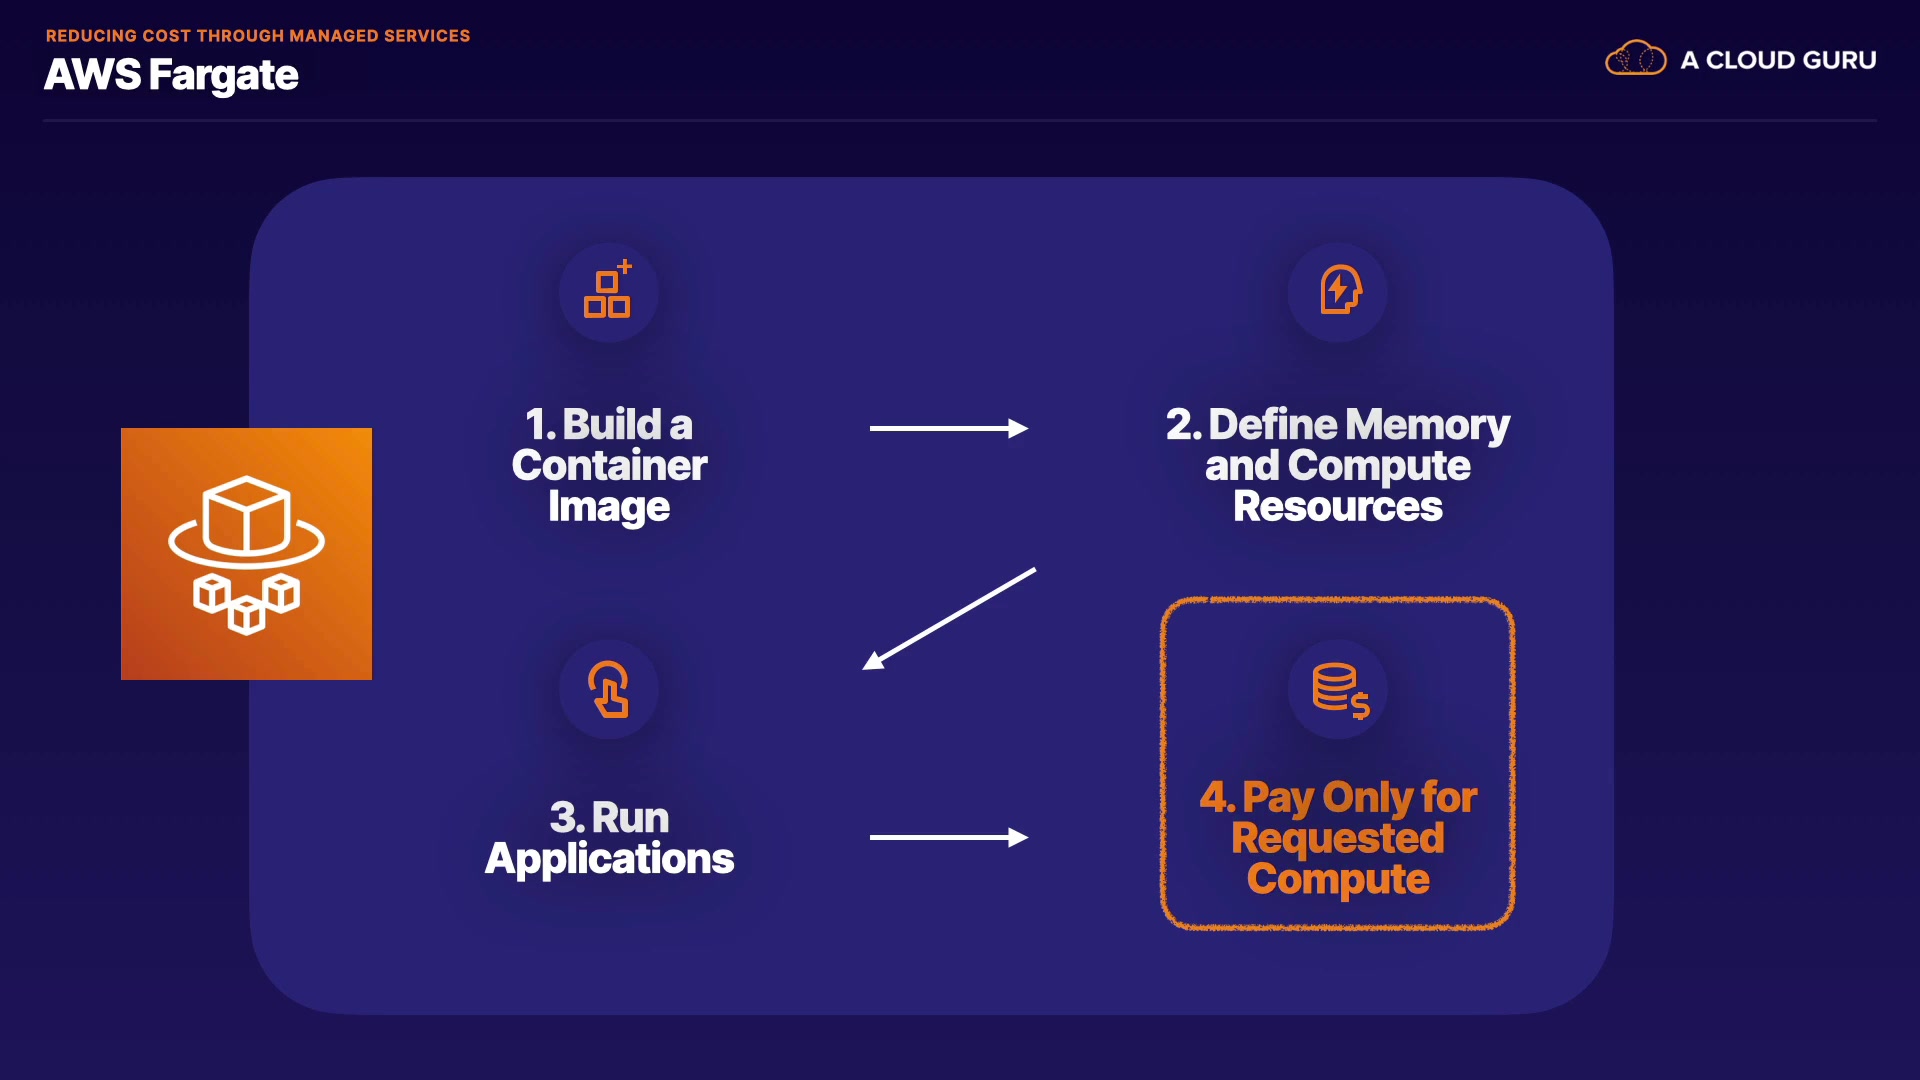 REDUCING COST THROUGH MANAGED SERVICES
AWS Fargate
A CLOUD GURU
1. Build a
Container
Image
2. Define Memory
and Compute
Resources
3. Run
Applications
4. Pay Only for
Requested
Compute